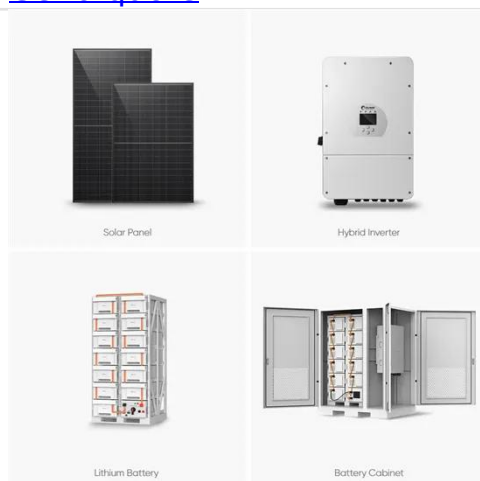 Solar Panel
Hybrid Inverter
Lithium Battery
Battery Cabinet